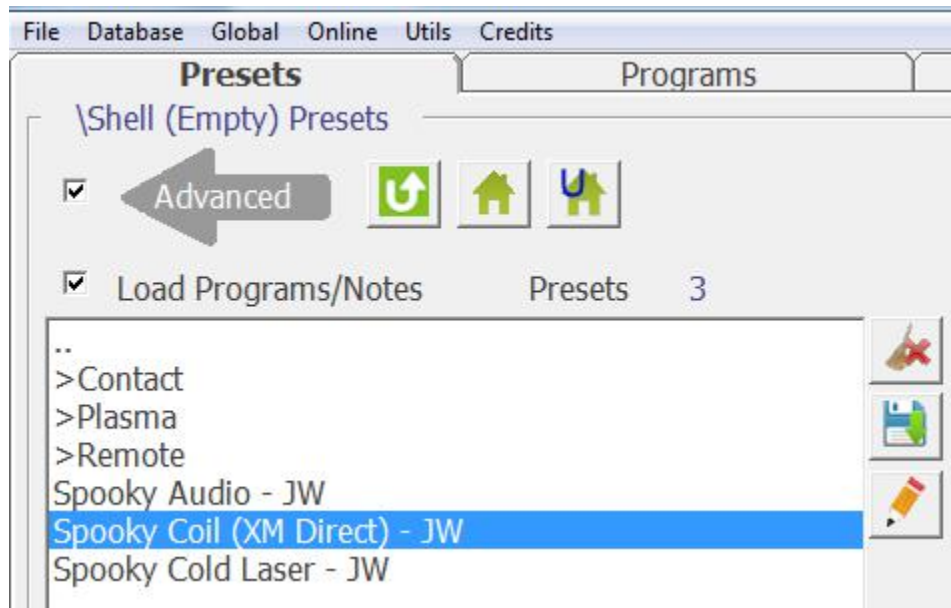 File Database Global Online Utils Credits
Presets Programs
\Shell (Empty) Presets
Advanced
Load Programs/Notes Presets 3
..
>Contact
>Plasma
>Remote
Spooky Audio - JW
Spooky Coil (XM Direct) - JW
Spooky Cold Laser - JW